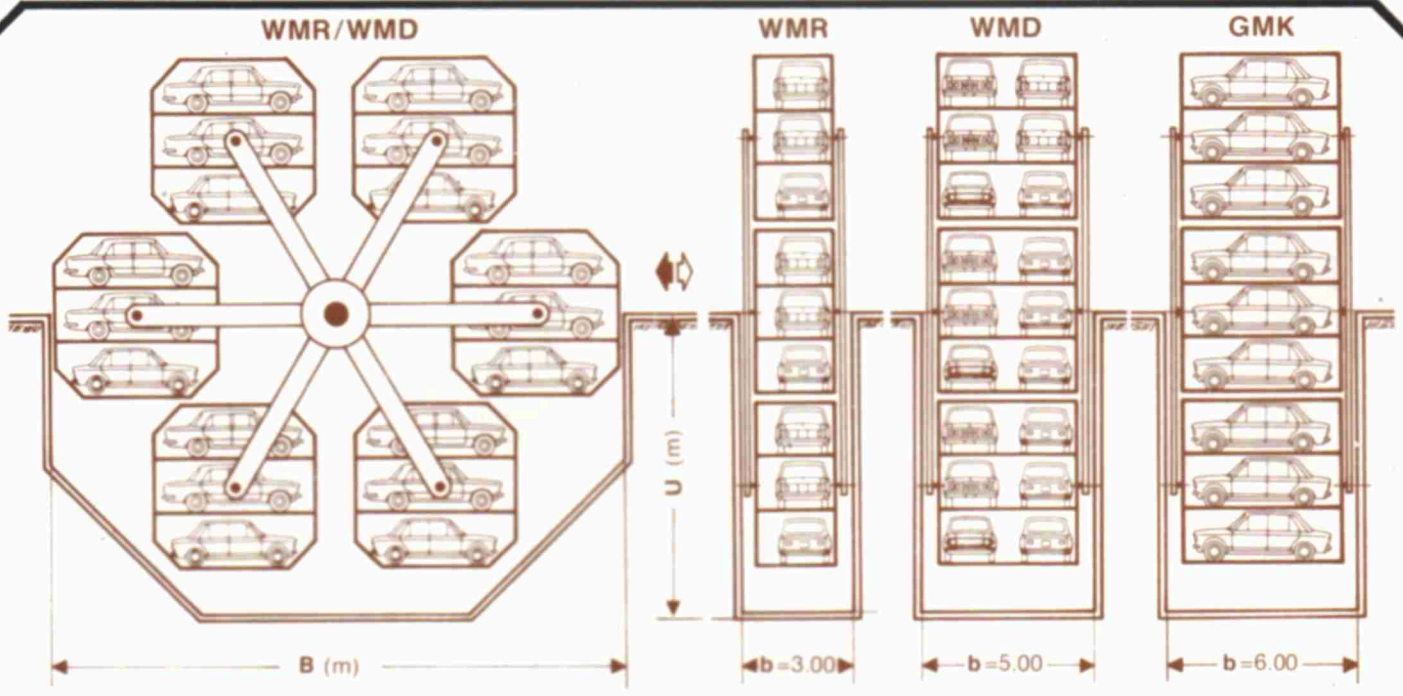 WMR/WMD
WMR
WMD
GMK
U (m)
B (m)
b=3.00
b=5.00
b=6.00